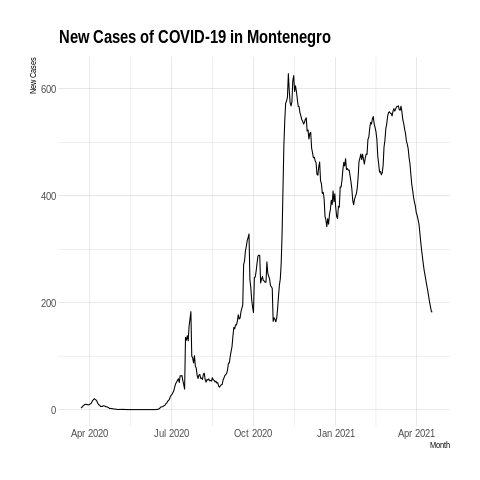 New Cases of COVID-19 in Montenegro
New Cases
600
400
200
0
Apr 2020
Jul 2020
Oct 2020
Jan 2021
Apr 2021
Month